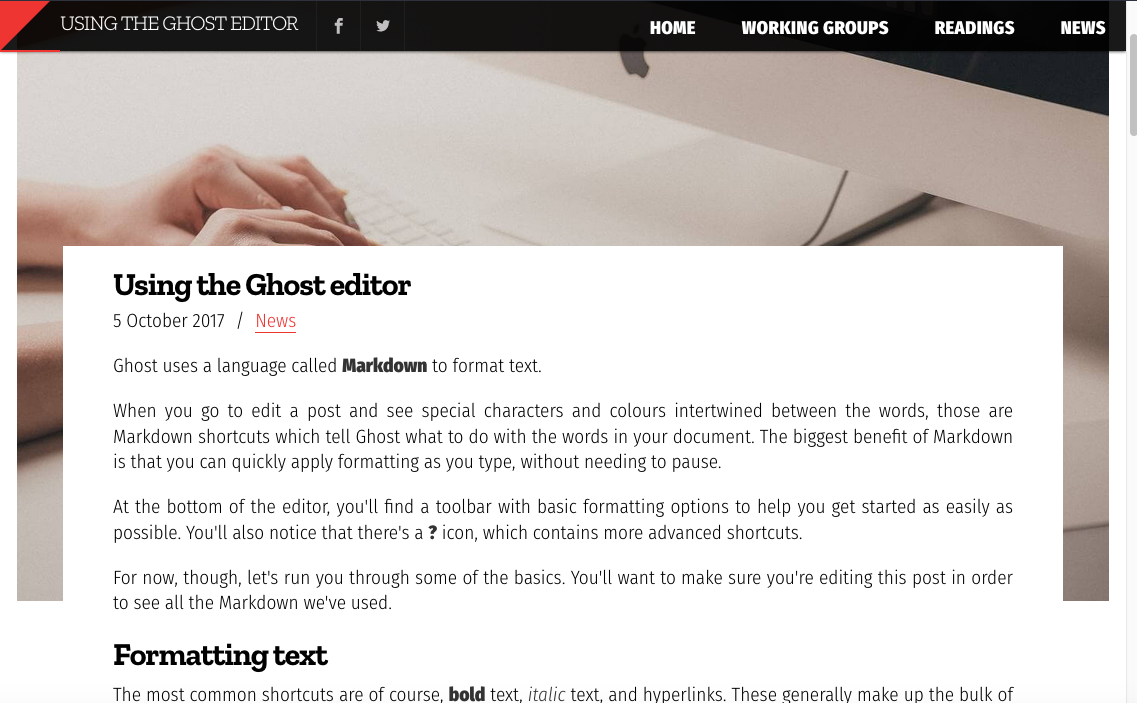 USING THE GHOST EDITOR
HOME WORKING GROUPS READINGS NEWS
Using the Ghost editor
5 October 2017 / News
Ghost uses a language called Markdown to format text.
When you go to edit a post and see special characters and colours intertwined between the words, those are
Markdown shortcuts which tell Ghost what to do with the words in your document. The biggest benefit of Markdown
is that you can quickly apply formatting as you type, without needing to pause.
At the bottom of the editor, you'll find a toolbar with basic formatting options to help you get started as easily as
possible. You'll also notice that there's a ? icon, which contains more advanced shortcuts.
For now, though, let's run you through some of the basics. You'll want to make sure you're editing this post in order
to see all the Markdown we've used.
Formatting text
The most common shortcuts are of course, bold text, italic text, and hyperlinks. These generally make up the bulk of